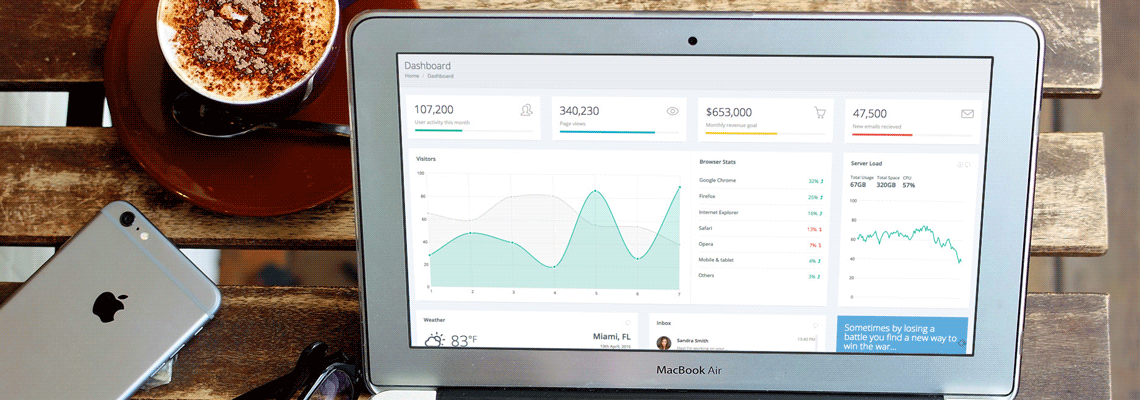 Dashboard
Home / Dashboard
107,200
User activity this month
340,230
Page views
$653,000
Monthly revenue goal
47,500
New emails recieved
Visitors
100
80
60
40
20
0
1
2
3
4
5
6
7
Browser Stats
Google Chrome 32%
Firefox 25%
Internet Explorer 16%
Safari 13%
Opera 7%
Mobile & tablet 4%
Others 3%
Server Load
Total Usage Total Space CPU
67GB 320GB 57%
100
80
60
40
20
0
Weather
83°F
Miami, FL
15th April, 2015
Inbox
Sandra Smith
13:40 PM
Sometimes by losing a
battle you find a new way to
win the war...
MacBook Air